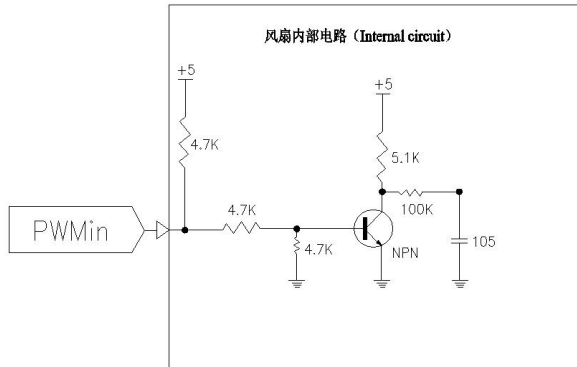 风扇内部电路（Internal circuit）
+5
+5
4.7K
5.1K
4.7K
100K
PWMin
4.7K
NPN
105